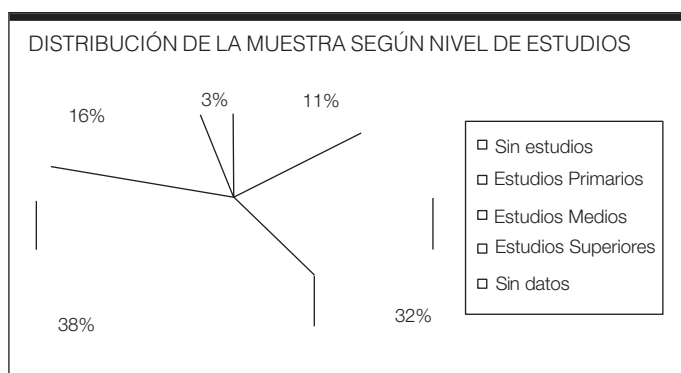 DISTRIBUCIÓN DE LA MUESTRA SEGÚN NIVEL DE ESTUDIOS
3%
11%
16%
Sin estudios
Estudios Primarios
Estudios Medios
Estudios Superiores
Sin datos
38%
32%